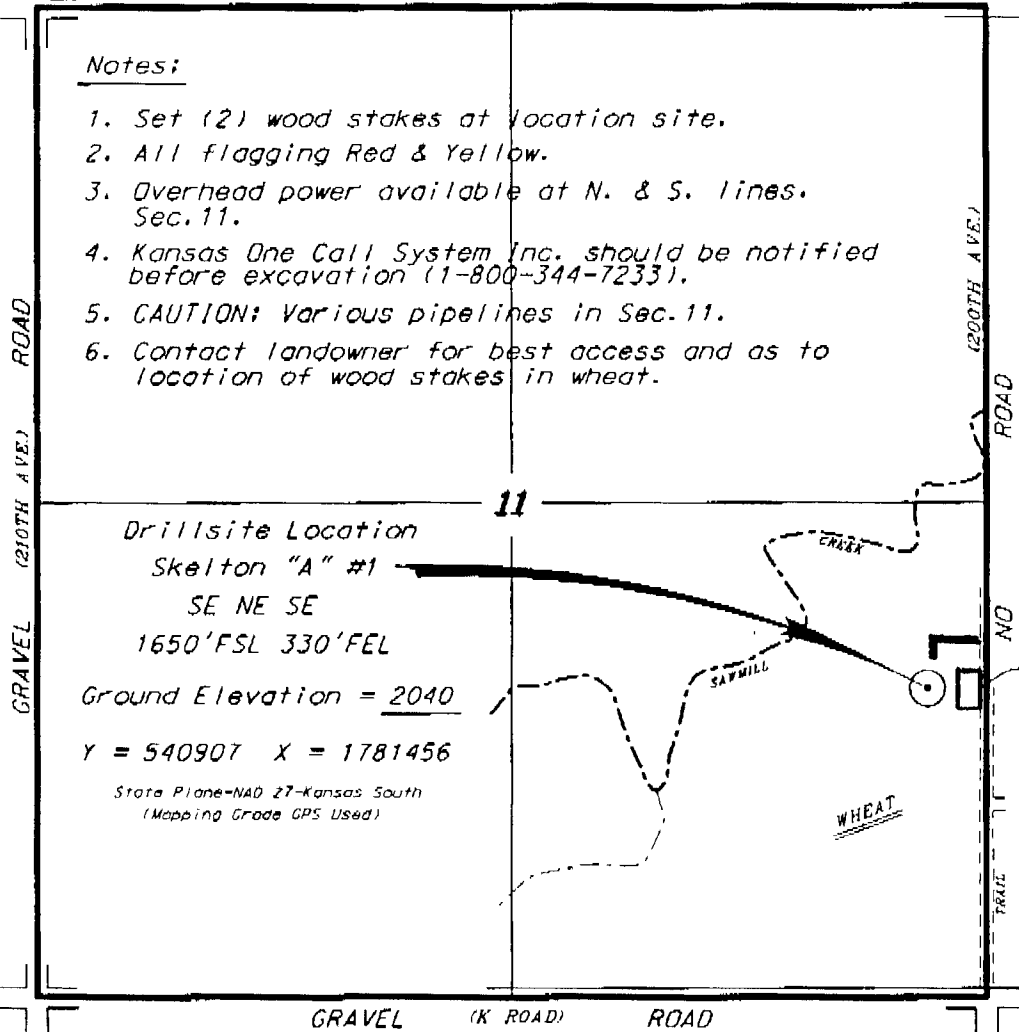 Notes:
1. Set (2) wood stakes at location site.
2. All flagging Red & Yellow.
3. Overhead power available at N. & S. lines.
Sec. 11.
4. Kansas One Call System Inc. should be notified
before excavation (1-800-344-7233).
5. CAUTION: Various pipelines in Sec. 11.
6. Contact landowner for best access and as to
location of wood stakes in wheat.
GRAVEL (210TH AVE.) ROAD
(200TH AVE.)
NO ROAD
11
Drillsite Location
Skelton "A" #1
SE NE SE
1650'FSL 330'FEL
Ground Elevation = 2040
Y = 540907 X = 1781456
State Plane-NAD 27-Kansas South
(Mapping Grade GPS Used)
CREEK
SAWMILL
WHEAT
TRAIL
GRAVEL (K ROAD) ROAD